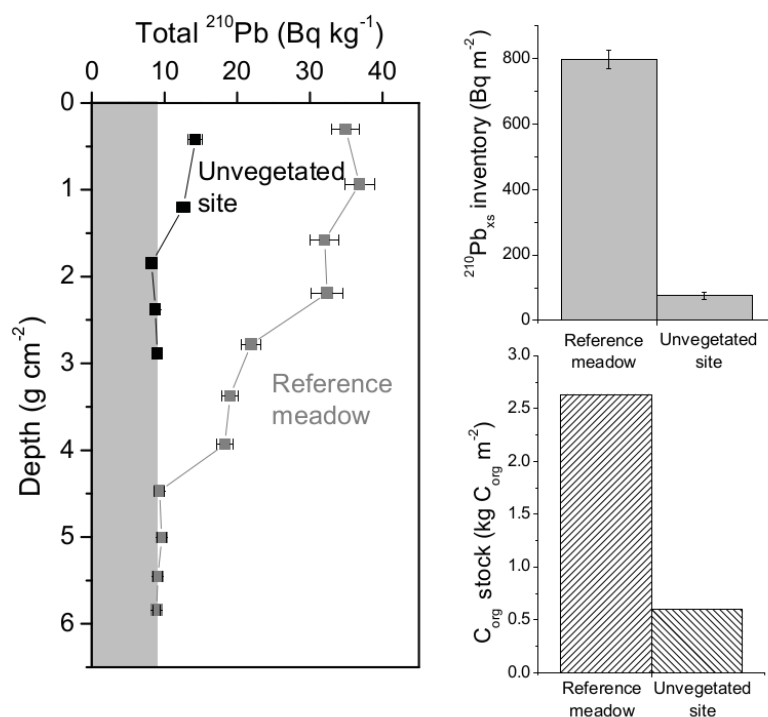 Total ²¹⁰Pb (Bq kg⁻¹)
0 10 20 30 40
0
1
2
3
4
5
6
Depth (g cm⁻²)
Unvegetated
site
Reference
meadow
²¹⁰Pbₓₛ inventory (Bq m⁻²)
800
600
400
200
0
Reference
meadow
Unvegetated
site
C_org stock (kg C_org m⁻²)
3.0
2.5
2.0
1.5
1.0
0.5
0.0
Reference
meadow
Unvegetated
site